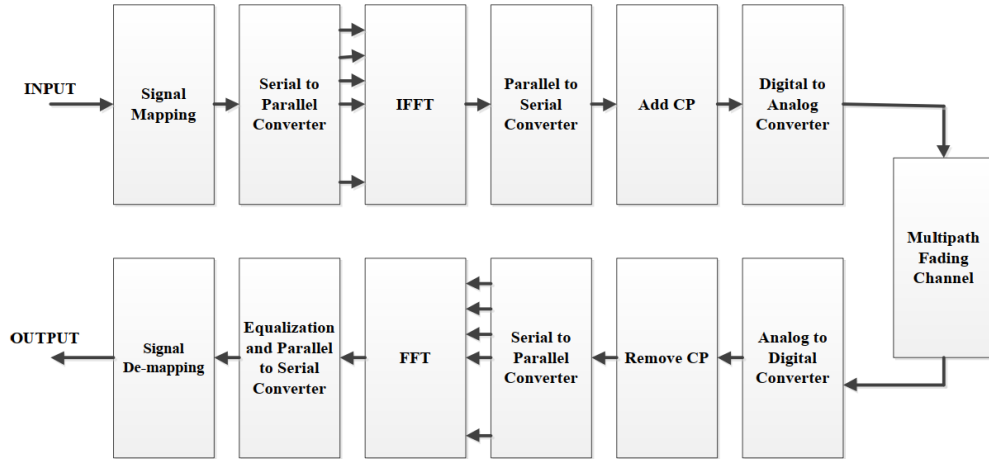 INPUT
Signal
Mapping
Serial to
Parallel
Converter
IFFT
Parallel to
Serial
Converter
Add CP
Digital to
Analog
Converter
Multipath
Fading
Channel
OUTPUT
Signal
De-mapping
Equalization
and Parallel
to Serial
Converter
FFT
Serial to
Parallel
Converter
Remove CP
Analog to
Digital
Converter